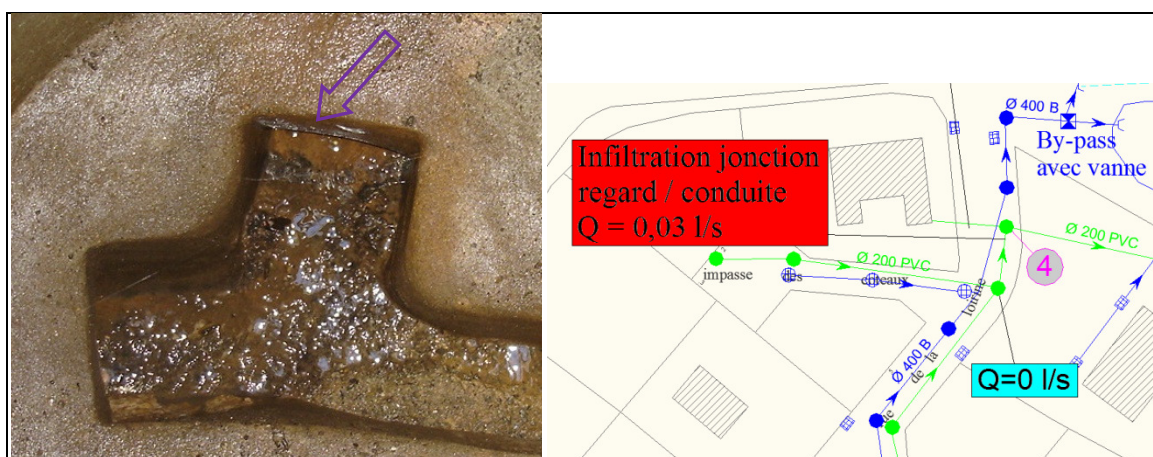 Infiltration jonction
regard / conduite
Q = 0,03 l/s
Ø 400 B
By-pass
avec vanne
Ø 200 PVC
4
Ø 200 PVC
impasse
des
Ø 400 B
de la
Q=0 l/s